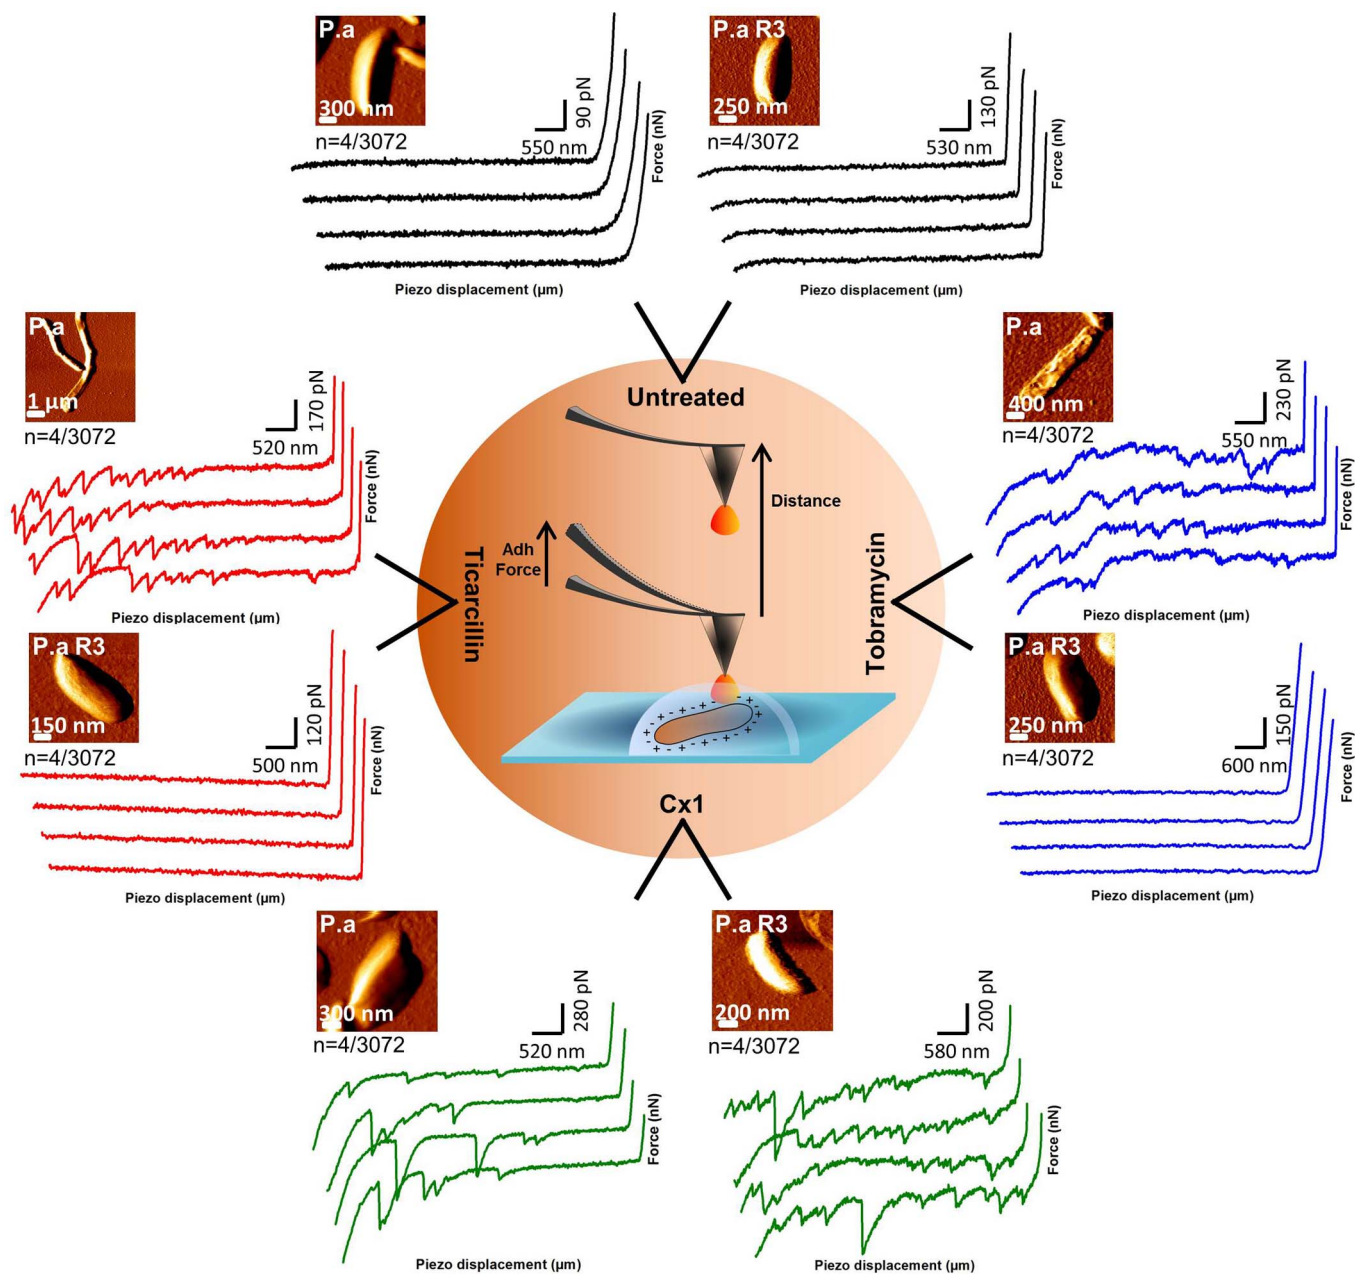 P.a
300 nm
n=4/3072
550 nm
90 pN
Force (nN)
Piezo displacement (µm)
P.a R3
250 nm
n=4/3072
530 nm
130 pN
Force (nN)
Piezo displacement (µm)
P.a
1 µm
n=4/3072
520 nm
170 pN
Force (nN)
Piezo displacement (µm)
P.a
400 nm
n=4/3072
550 nm
230 pN
Force (nN)
Piezo displacement (µm)
Untreated
Distance
Adh
Force
Ticarcillin
Tobramycin
+ - + - + - + - + - + - + - + - +
Cx1
P.a R3
150 nm
n=4/3072
500 nm
120 pN
Force (nN)
Piezo displacement (µm)
P.a R3
250 nm
n=4/3072
600 nm
150 pN
Force (nN)
Piezo displacement (µm)
P.a
300 nm
n=4/3072
520 nm
280 pN
Force (nN)
Piezo displacement (µm)
P.a R3
200 nm
n=4/3072
580 nm
200 pN
Force (nN)
Piezo displacement (µm)